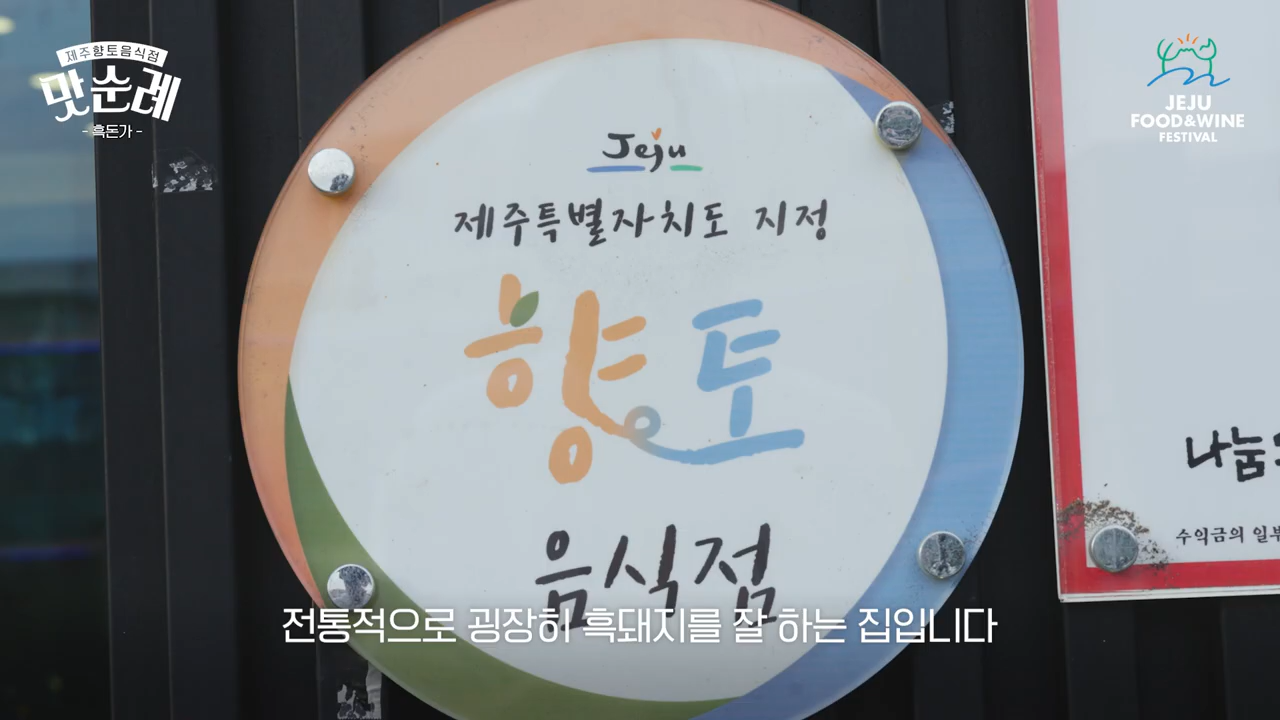 제주향토음식점
맛순례
- 흑돈가 -
JEJU
FOOD&WINE
FESTIVAL
Jeju
제주특별자치도 지정
향토
음식점
나눔
수익금의 일부
전통적으로 굉장히 흑돼지를 잘 하는 집입니다